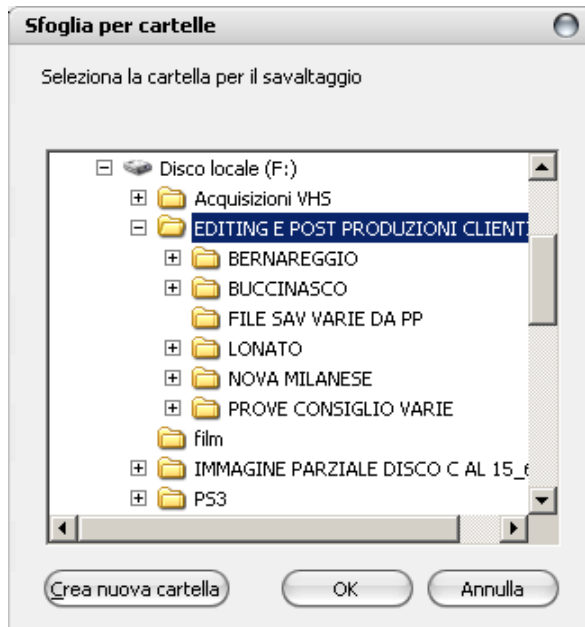 Sfoglia per cartelle
Seleziona la cartella per il savaltaggio
Disco locale (F:)
Acquisizioni VHS
EDITING E POST PRODUZIONI CLIENTI
BERNAREGGIO
BUCCINASCO
FILE SAV VARIE DA PP
LONATO
NOVA MILANESE
PROVE CONSIGLIO VARIE
film
IMMAGINE PARZIALE DISCO C AL 15_6
PS3
Crea nuova cartella OK Annulla